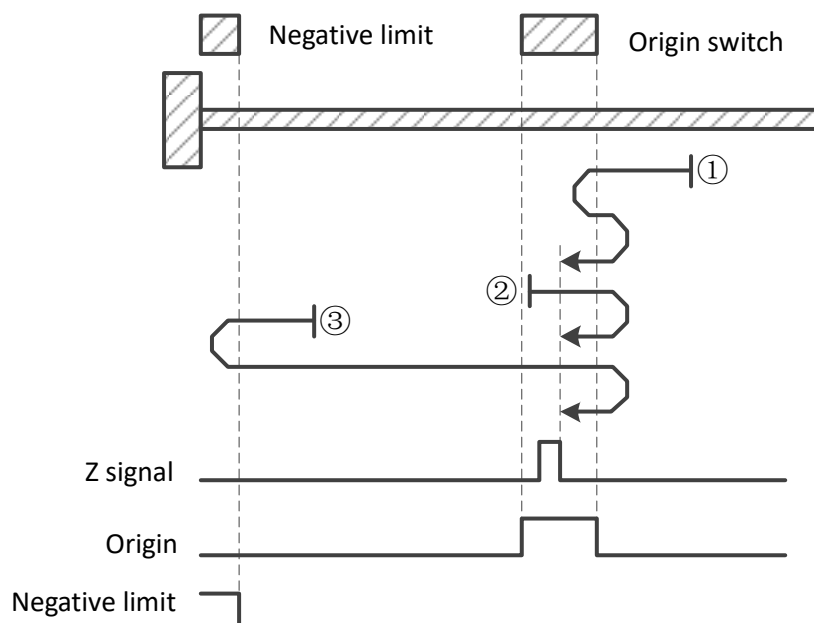 Negative limit
Origin switch
①
②
③
Z signal
Origin
Negative limit